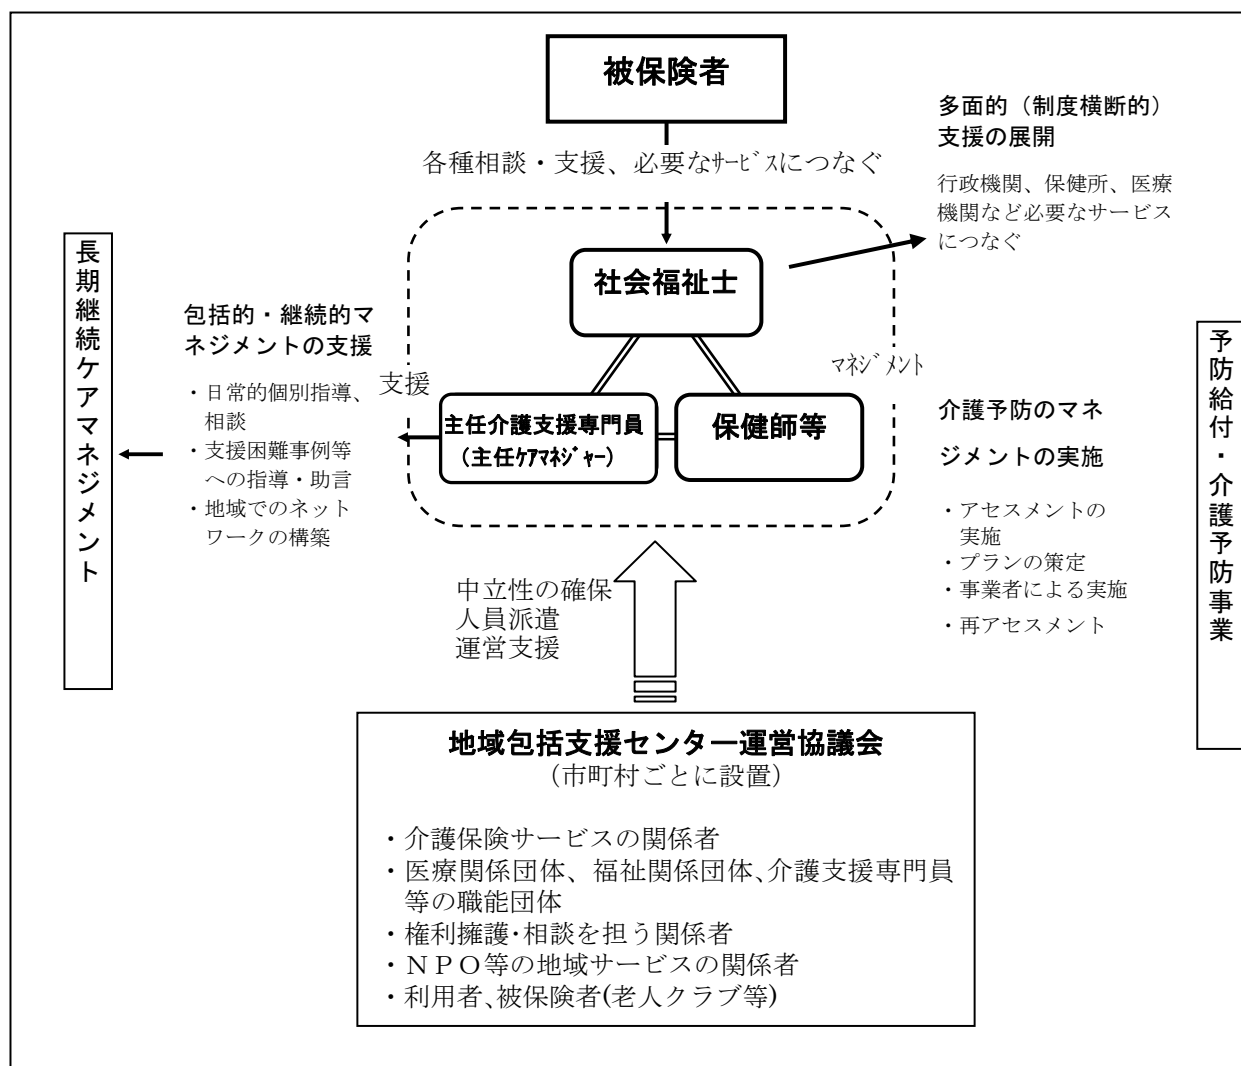 被保険者
各種相談・支援、必要なｻｰﾋﾞｽにつなぐ
多面的（制度横断的）
支援の展開
行政機関、保健所、医療
機関など必要なサービス
につなぐ
社会福祉士
長期継続ケアマネジメント
包括的・継続的マ
ネジメントの支援
・日常的個別指導、
相談
・支援困難事例等
への指導・助言
・地域でのネット
ワークの構築
支援
主任介護支援専門員
（主任ｹｱﾏﾈｼﾞｬｰ）
保健師等
ﾏﾈｼﾞﾒﾝﾄ
介護予防のマネ
ジメントの実施
・アセスメントの
実施
・プランの策定
・事業者による実施
・再アセスメント
予防給付・介護予防事業
中立性の確保
人員派遣
運営支援
地域包括支援センター運営協議会
（市町村ごとに設置）
・介護保険サービスの関係者
・医療関係団体、福祉関係団体、介護支援専門員
等の職能団体
・権利擁護・相談を担う関係者
・ＮＰＯ等の地域サービスの関係者
・利用者、被保険者(老人クラブ等)